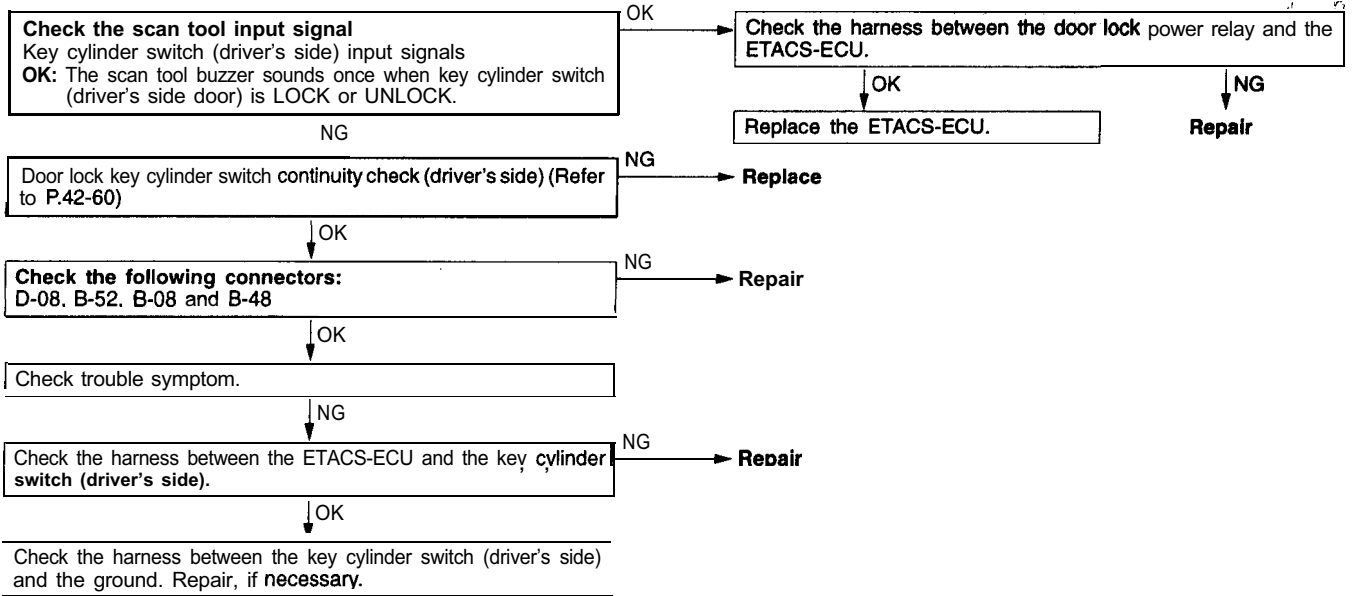 Check the scan tool input signal
Key cylinder switch (driver's side) input signals
OK: The scan tool buzzer sounds once when key cylinder switch
(driver's side door) is LOCK or UNLOCK.
OK
Check the harness between the door lock power relay and the
ETACS-ECU.
OK
NG
Replace the ETACS-ECU.
Repair
NG
Door lock key cylinder switch continuity check (driver's side) (Refer
to P.42-60)
NG
Replace
OK
Check the following connectors:
D-08, B-52, B-08 and B-48
NG
Repair
OK
Check trouble symptom.
NG
Check the harness between the ETACS-ECU and the key cylinder
switch (driver's side).
NG
Repair
OK
Check the harness between the key cylinder switch (driver's side)
and the ground. Repair, if necessary.